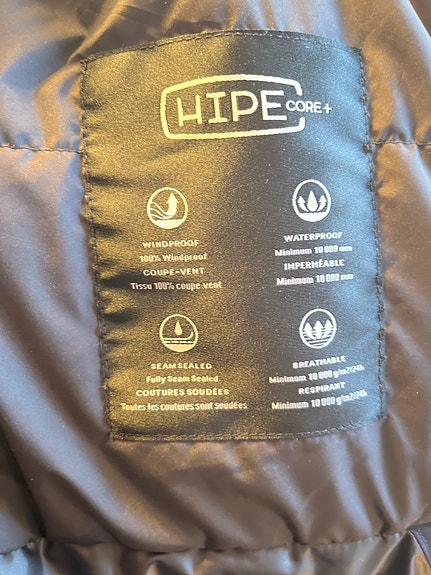 HIPE CORE+
WINDPROOF
100% Windproof
COUPE-VENT
Tissu 100% coupe-vent
WATERPROOF
Minimum 10 000 mm
IMPERMÉABLE
Minimum 10 000 mm
SEAM SEALED
Fully Seam Sealed
COUTURES SOUDÉES
Toutes les coutures sont soudées
BREATHABLE
Minimum 10 000 g/m2/24h
RESPIRANT
Minimum 10 000 g/m2/24h